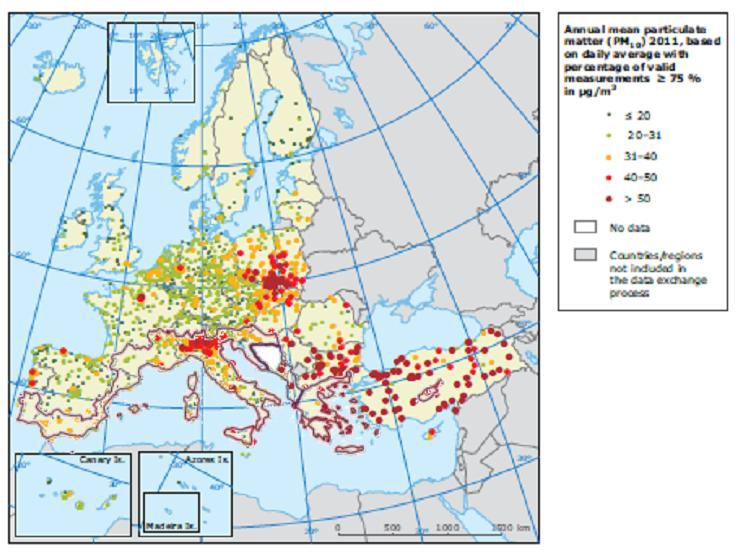 Canary Is.
Azores Is.
Madeira Is.
0 500 1000 1500 km
Annual mean particulate
matter (PM10) 2011, based
on daily average with
percentage of valid
measurements ≥ 75 %
in µg/m³
≤ 20
20–31
31–40
40–50
> 50
No data
Countries/regions
not included in
the data exchange
process